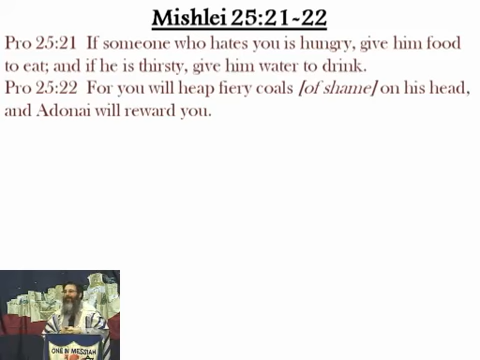 Mishlei 25:21-22
Pro 25:21 If someone who hates you is hungry, give him food
to eat; and if he is thirsty, give him water to drink.
Pro 25:22 For you will heap fiery coals [of shame] on his head,
and Adonai will reward you.
ONE IN MESSIAH